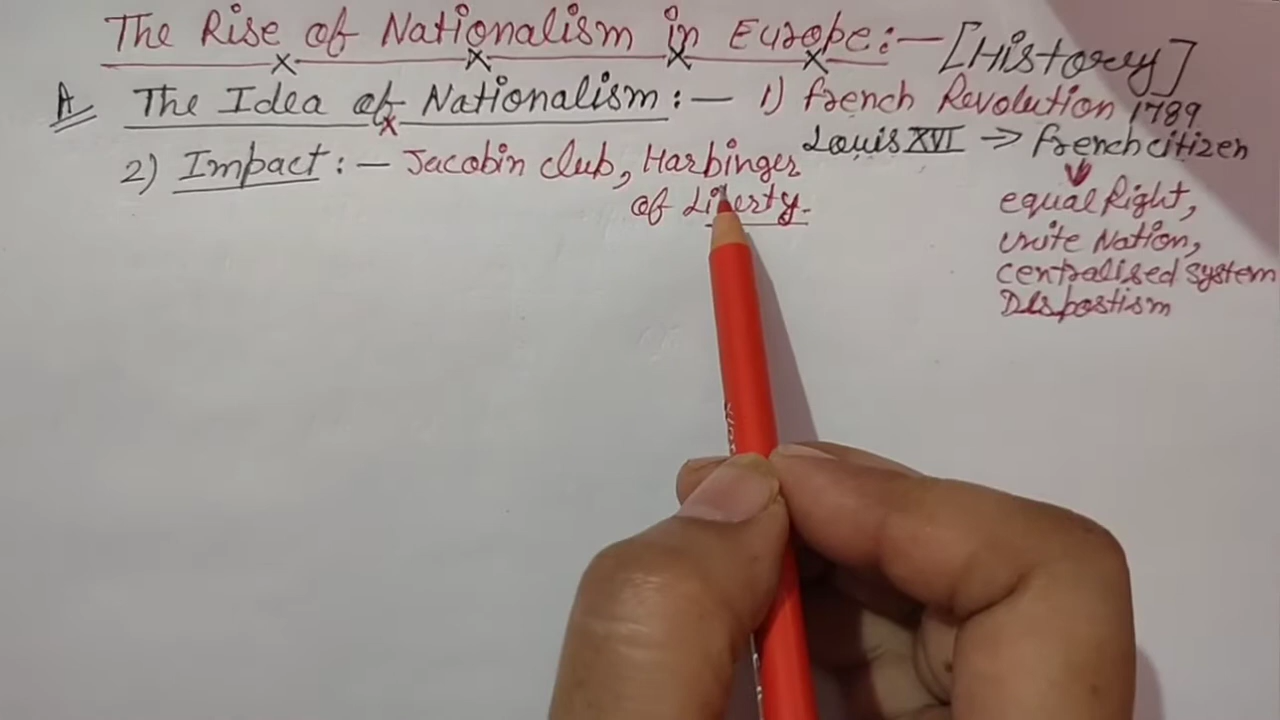 The Rise of Nationalism in Europe:— [History]
A The Idea of Nationalism:— 1) French Revolution 1789
Louis XVI ⇒ French citizen
2) Impact:— Jacobin club, Harbinger
of Liberty.
equal Right,
unite Nation,
centralised system
Despostism